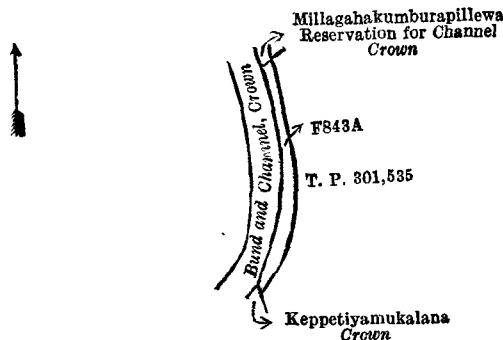 Millagahakumburapillewa
Reservation for Channel
Crown
Bund and Channel, Crown
F843A
T. P. 301,535
Keppetiyamukalana
Crown